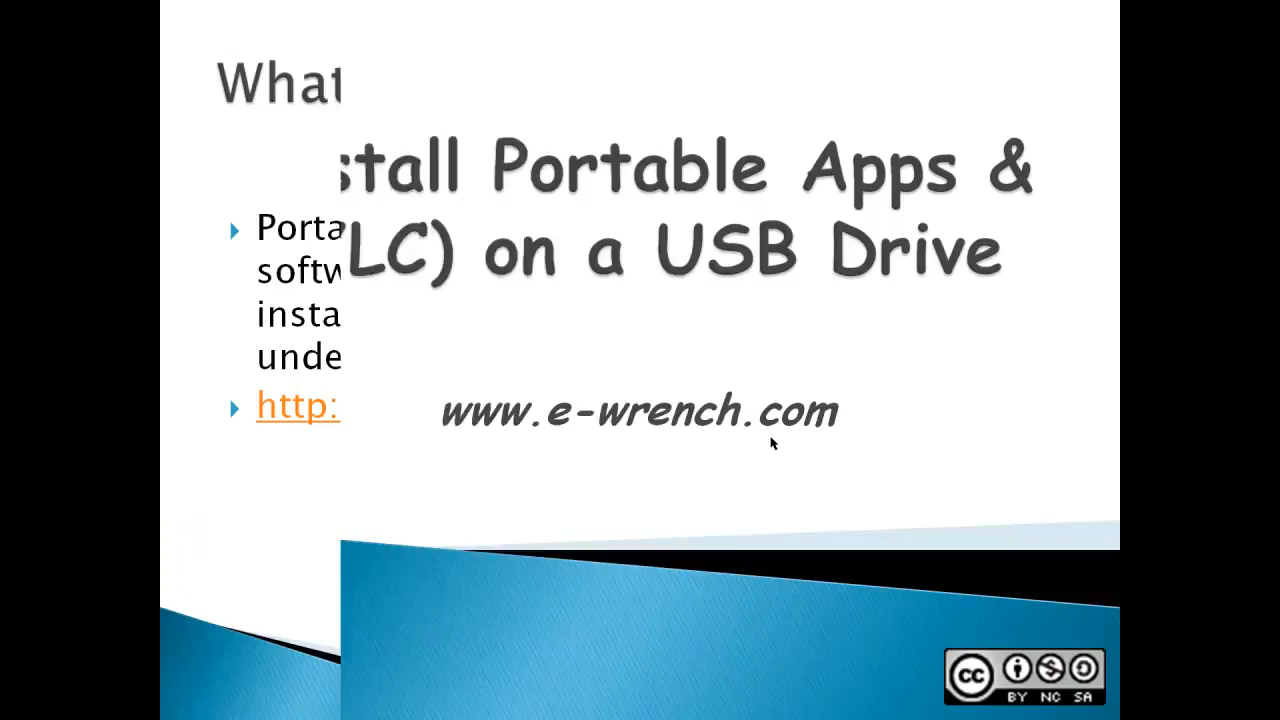 What
stall Portable Apps &
LC) on a USB Drive
Porta
softw
insta
unde
http:
www.e-wrench.com
cc
BY NC SA